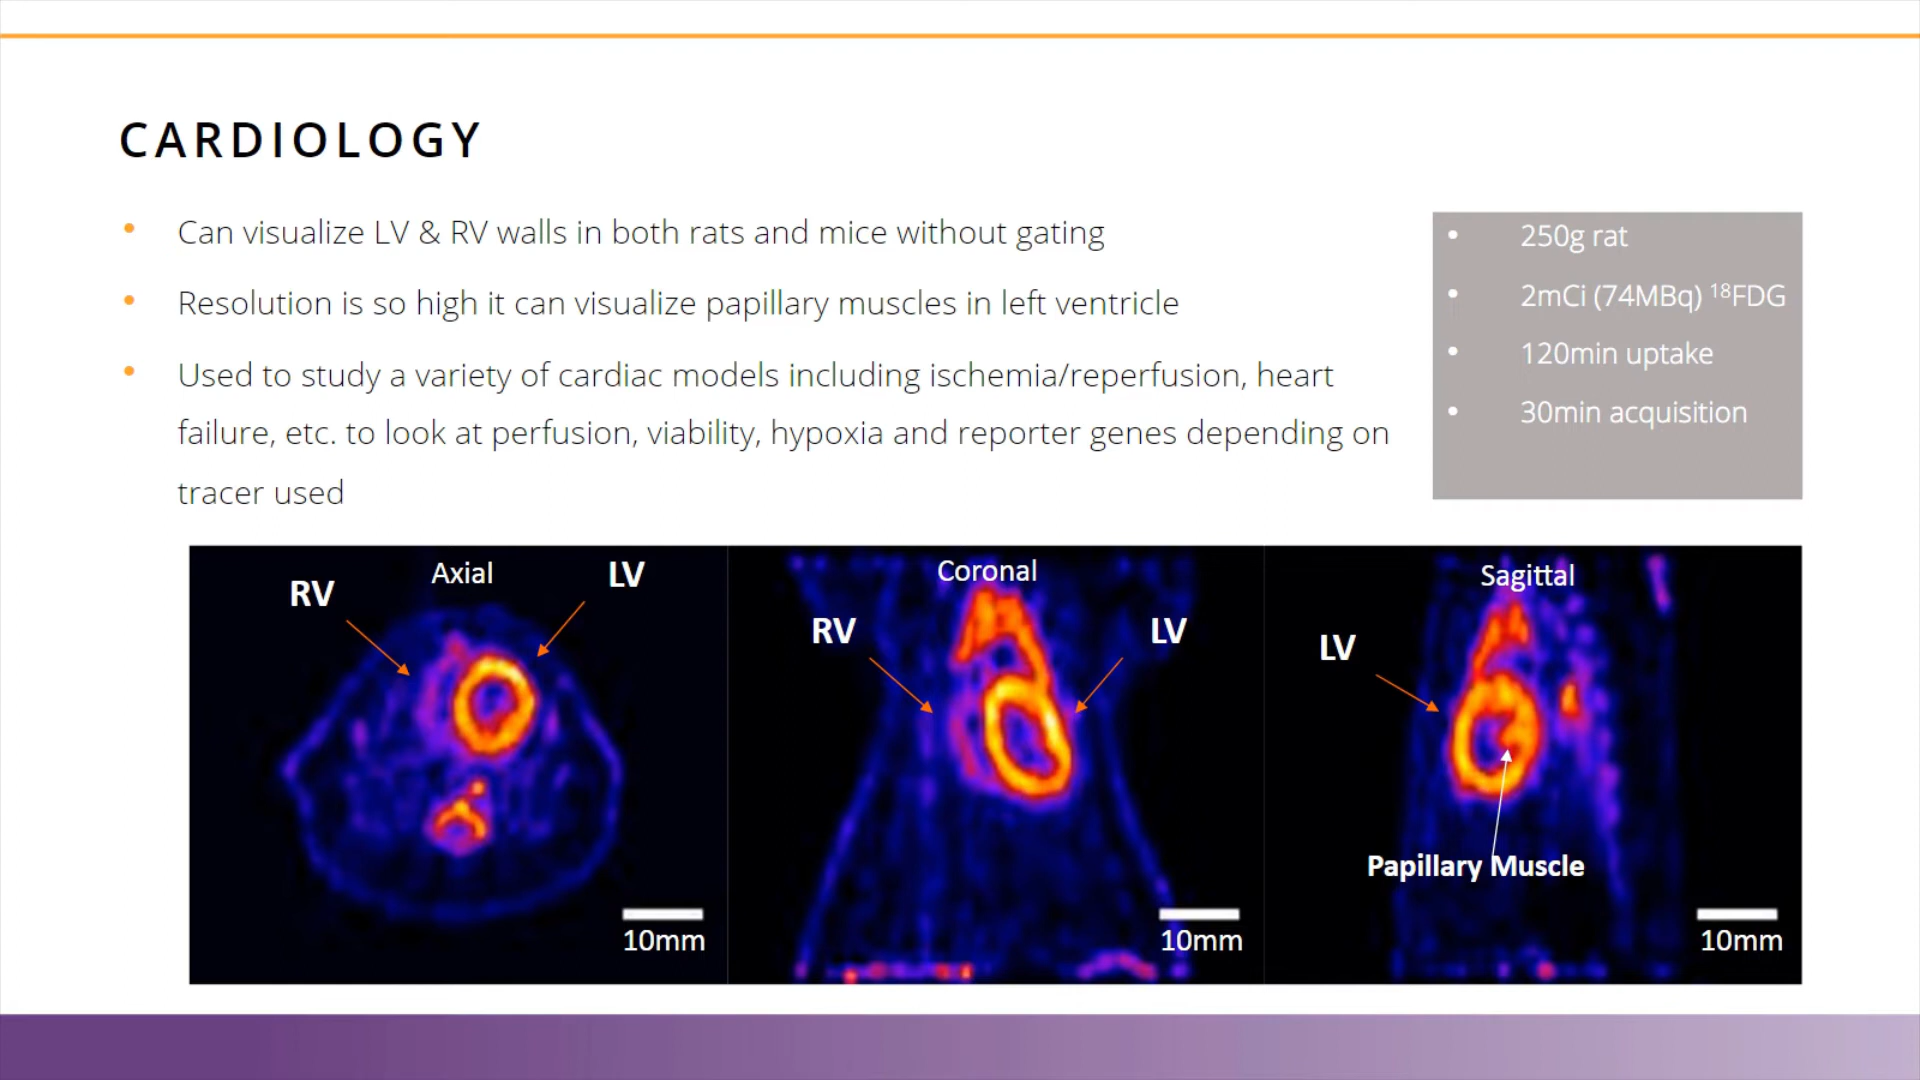 CARDIOLOGY
• Can visualize LV & RV walls in both rats and mice without gating
• Resolution is so high it can visualize papillary muscles in left ventricle
• Used to study a variety of cardiac models including ischemia/reperfusion, heart
failure, etc. to look at perfusion, viability, hypoxia and reporter genes depending on
tracer used
• 250g rat
• 2mCi (74MBq) ¹⁸FDG
• 120min uptake
• 30min acquisition
Axial
RV
LV
10mm
Coronal
RV
LV
10mm
Sagittal
LV
Papillary Muscle
10mm